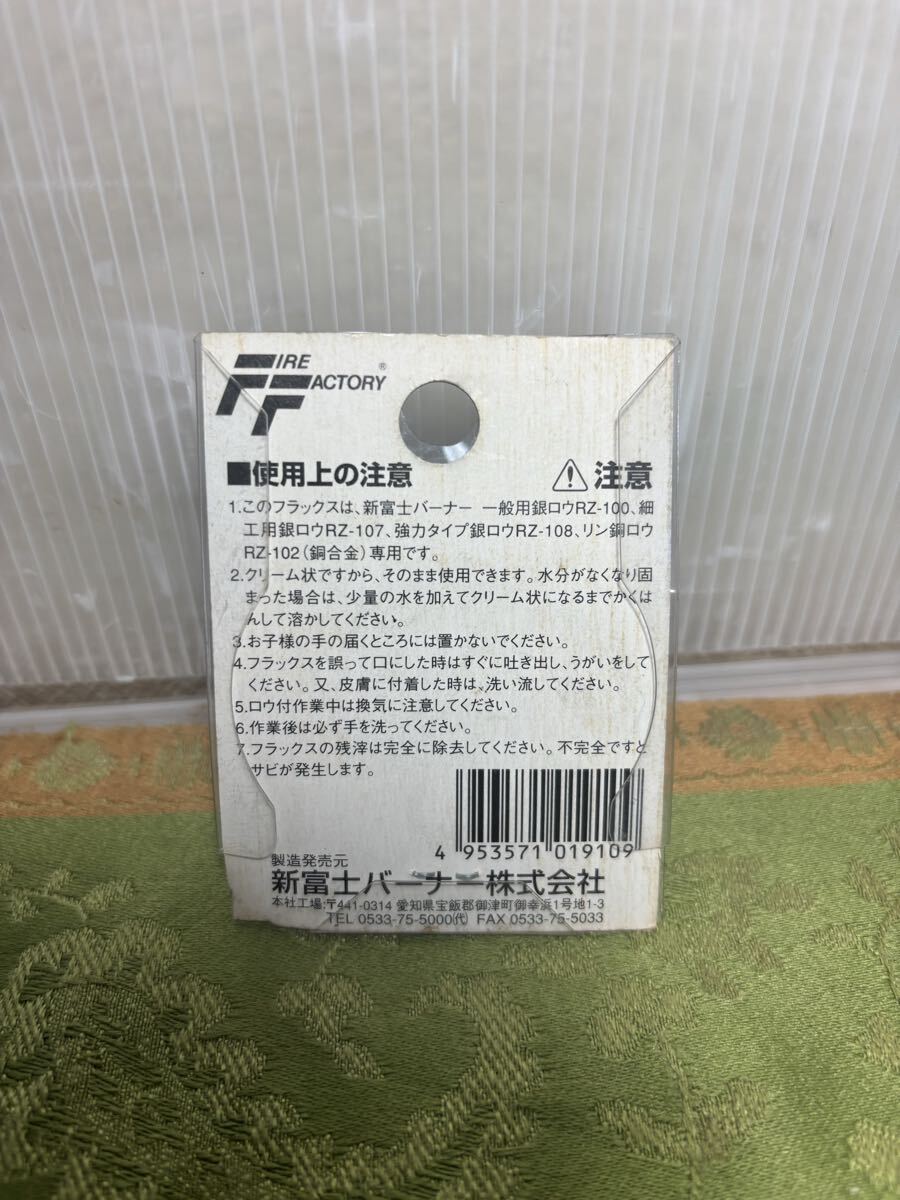 FIRE
FACTORY®
■使用上の注意 ⚠注意
1.このフラックスは、新富士バーナー 一般用銀ロウRZ-100、細
工用銀ロウRZ-107、強力タイプ銀ロウRZ-108、リン銅ロウ
RZ-102（銅合金）専用です。
2.クリーム状ですから、そのまま使用できます。水分がなくなり固
まった場合は、少量の水を加えてクリーム状になるまでかくは
んして溶かしてください。
3.お子様の手の届くところには置かないでください。
4.フラックスを誤って口にした時はすぐに吐き出し、うがいをして
ください。又、皮膚に付着した時は、洗い流してください。
5.ロウ付作業中は換気に注意してください。
6.作業後は必ず手を洗ってください。
7.フラックスの残滓は完全に除去してください。不完全ですと
サビが発生します。
4 953571 019109
製造発売元
新富士バーナー株式会社
本社工場:〒441-0314 愛知県宝飯郡御津町御幸浜1号地1-3
TEL 0533-75-5000(代) FAX 0533-75-5033